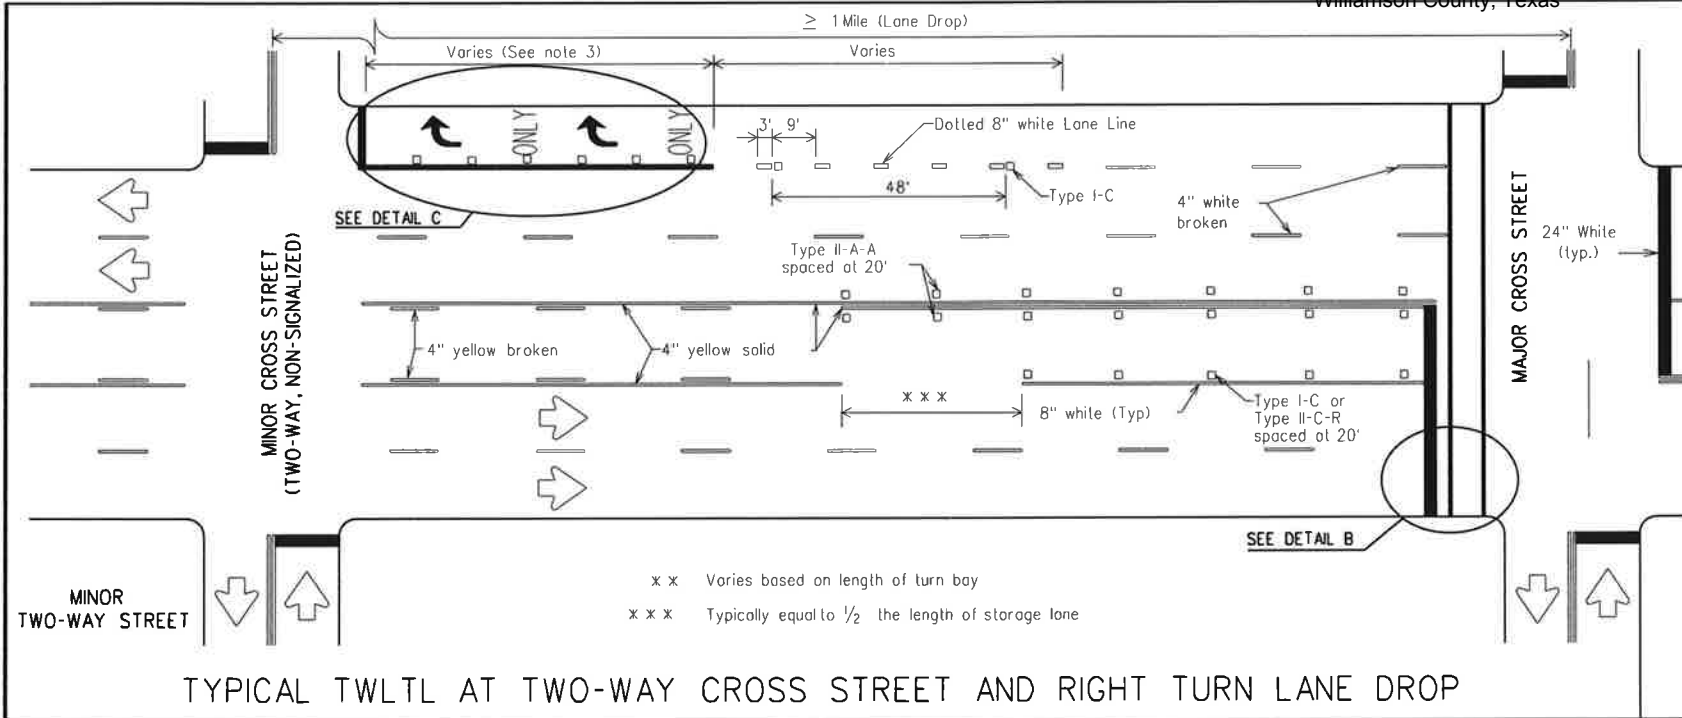 Williamson County, Texas
≥ 1 Mile (Lane Drop)
Varies (See note 3)
Varies
ONLY
ONLY
3'
9'
Dotted 8" white Lane Line
48'
Type I-C
SEE DETAIL C
4" white
broken
24" White
(typ.)
Type II-A-A
spaced at 20'
MINOR CROSS STREET
(TWO-WAY, NON-SIGNALIZED)
MAJOR CROSS STREET
4" yellow broken
4" yellow solid
* * *
8" white (Typ)
Type I-C or
Type II-C-R
spaced at 20'
SEE DETAIL B
MINOR
TWO-WAY STREET
* * Varies based on length of turn bay
* * * Typically equal to 1/2 the length of storage lane
TYPICAL TWLTL AT TWO-WAY CROSS STREET AND RIGHT TURN LANE DROP